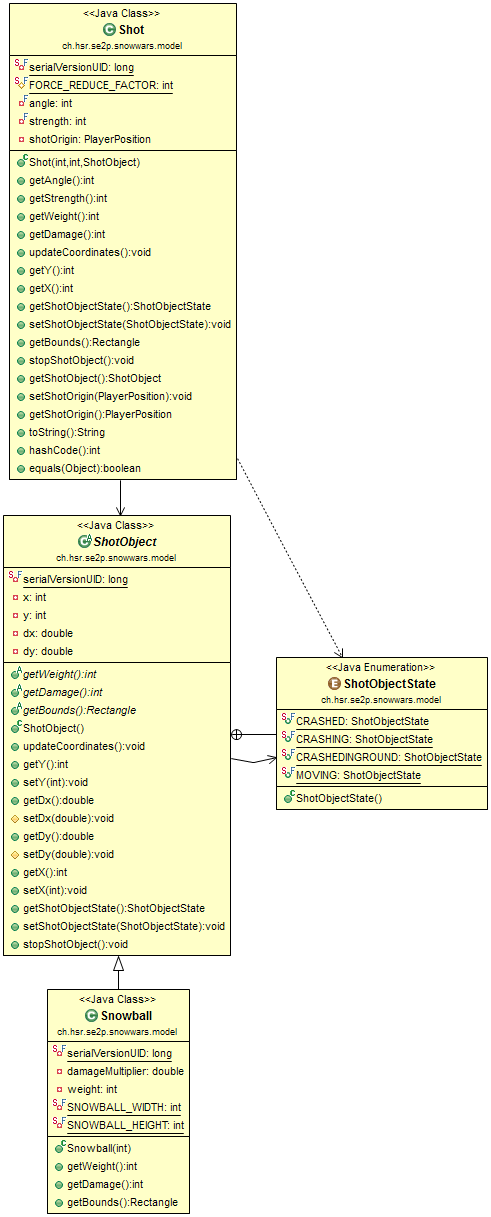 <<Java Class>>
Shot
ch.hsr.se2p.snowwars.model
serialVersionUID: long
FORCE_REDUCE_FACTOR: int
angle: int
strength: int
shotOrigin: PlayerPosition
Shot(int,int,ShotObject)
getAngle():int
getStrength():int
getWeight():int
getDamage():int
updateCoordinates():void
getY():int
getX():int
getShotObjectState():ShotObjectState
setShotObjectState(ShotObjectState):void
getBounds():Rectangle
stopShotObject():void
getShotObject():ShotObject
setShotOrigin(PlayerPosition):void
getShotOrigin():PlayerPosition
toString():String
hashCode():int
equals(Object):boolean
<<Java Class>>
ShotObject
ch.hsr.se2p.snowwars.model
serialVersionUID: long
x: int
y: int
dx: double
dy: double
getWeight():int
getDamage():int
getBounds():Rectangle
ShotObject()
updateCoordinates():void
getY():int
setY(int):void
getDx():double
setDx(double):void
getDy():double
setDy(double):void
getX():int
setX(int):void
getShotObjectState():ShotObjectState
setShotObjectState(ShotObjectState):void
stopShotObject():void
<<Java Enumeration>>
ShotObjectState
ch.hsr.se2p.snowwars.model
CRASHED: ShotObjectState
CRASHING: ShotObjectState
CRASHEDINGROUND: ShotObjectState
MOVING: ShotObjectState
ShotObjectState()
<<Java Class>>
Snowball
ch.hsr.se2p.snowwars.model
serialVersionUID: long
damageMultiplier: double
weight: int
SNOWBALL_WIDTH: int
SNOWBALL_HEIGHT: int
Snowball(int)
getWeight():int
getDamage():int
getBounds():Rectangle